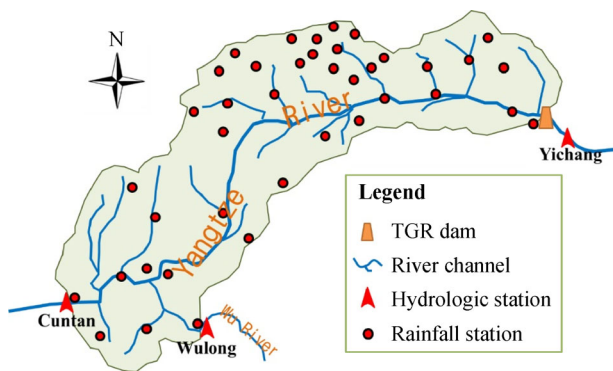 N
River
Yangtze
Yichang
Cuntan
Wulong
Wu River
Legend
TGR dam
River channel
Hydrologic station
Rainfall station